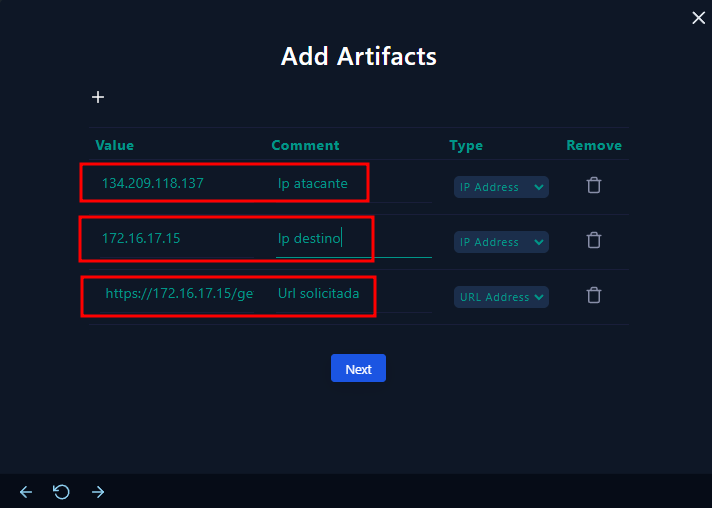 Add Artifacts
+
Value Comment Type Remove
134.209.118.137 Ip atacante IP Address
172.16.17.15 Ip destino IP Address
https://172.16.17.15/ge Url solicitada URL Address
Next